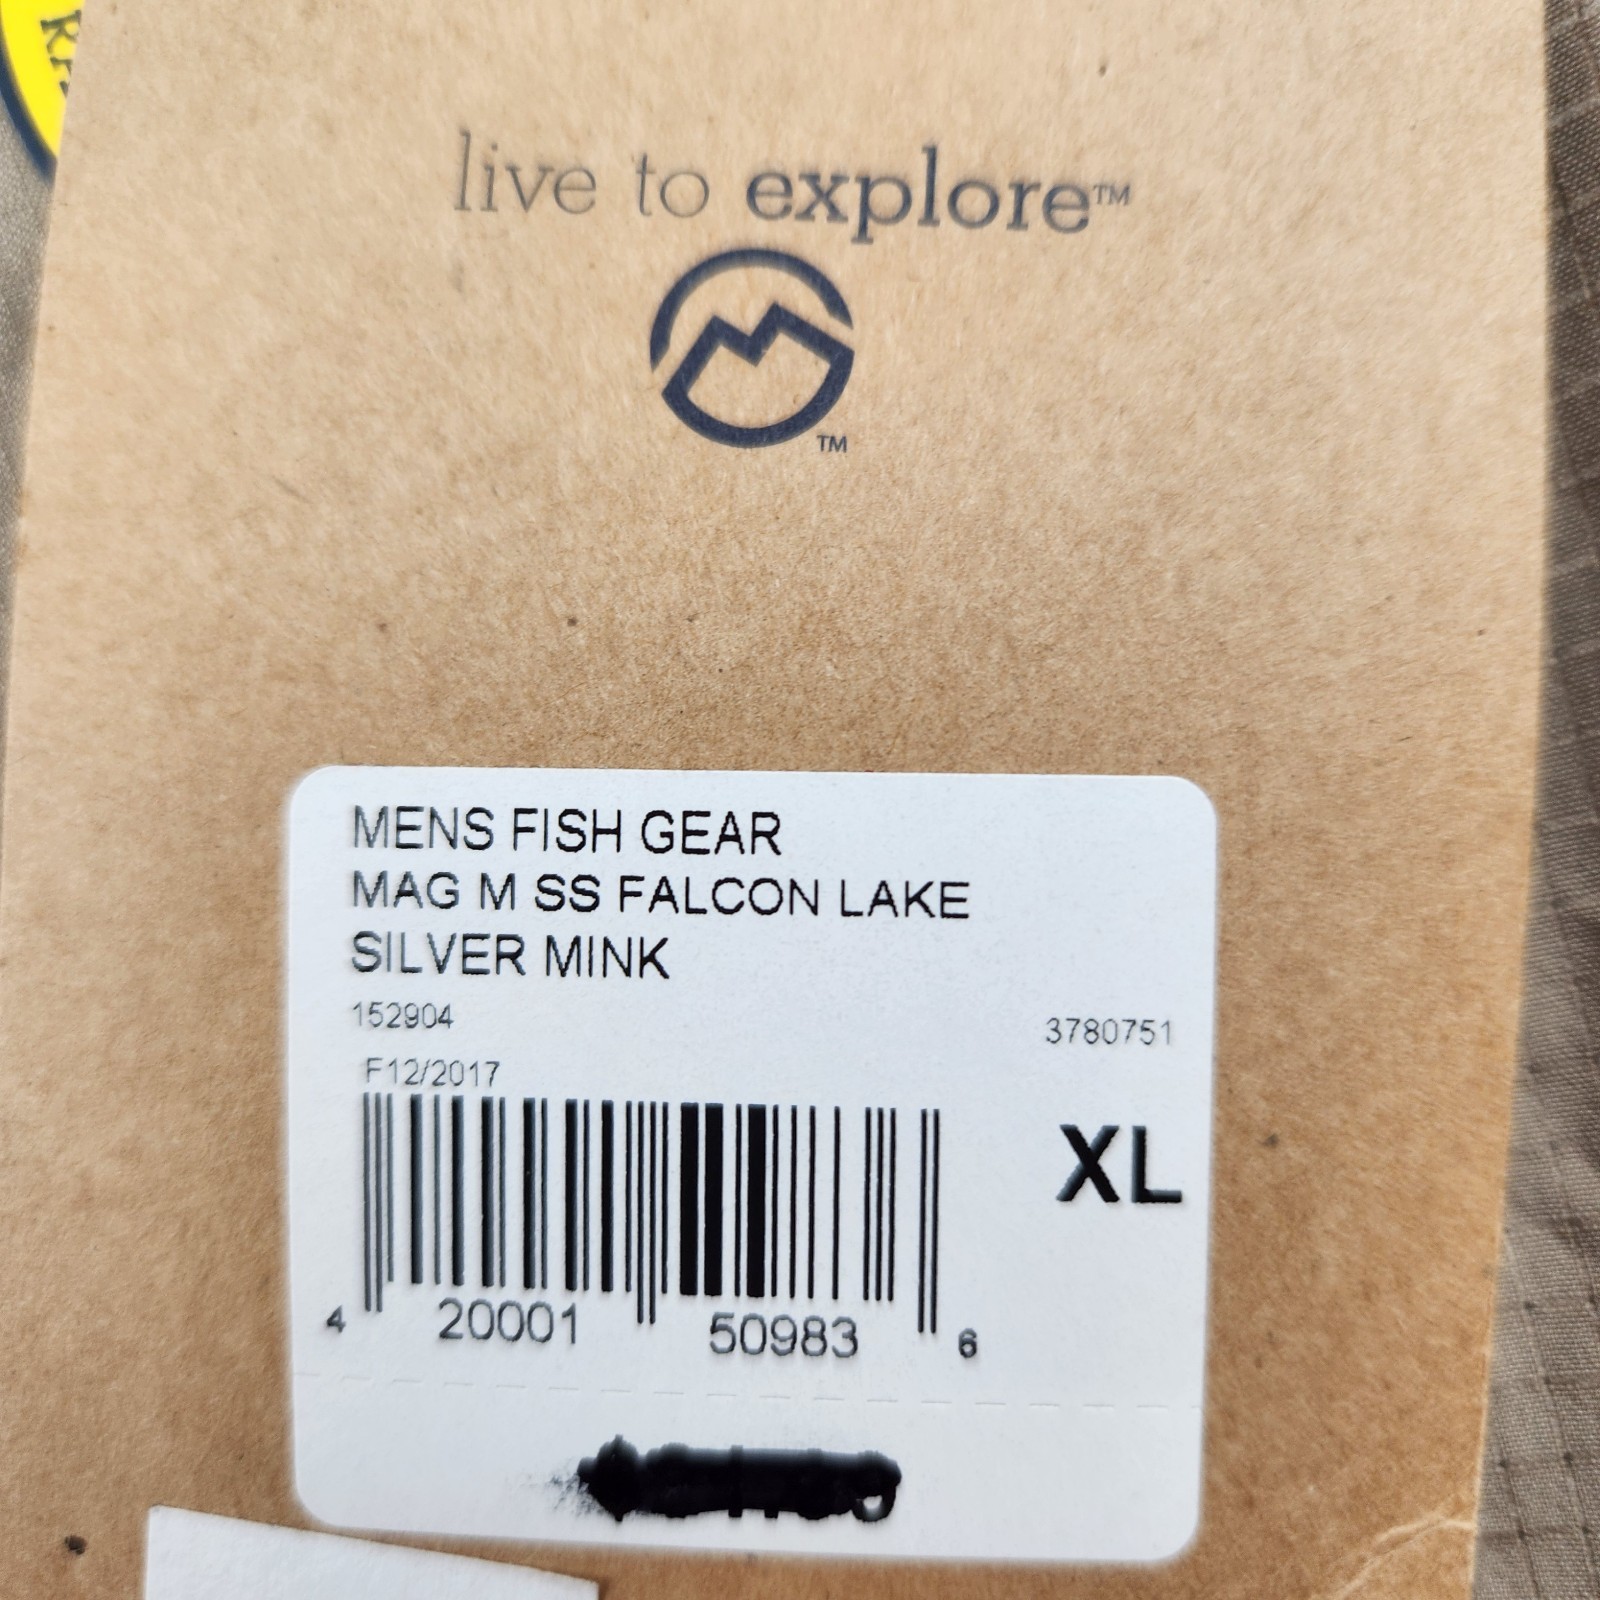 live to explore™
TM
MENS FISH GEAR
MAG M SS FALCON LAKE
SILVER MINK
152904
3780751
F12/2017
XL
4 20001 50983 6